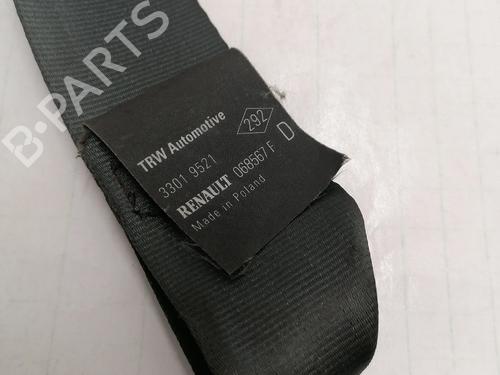 B-PARTS
TRW Automotive
3301 9521
292
RENAULT 068567 F D
Made in Poland